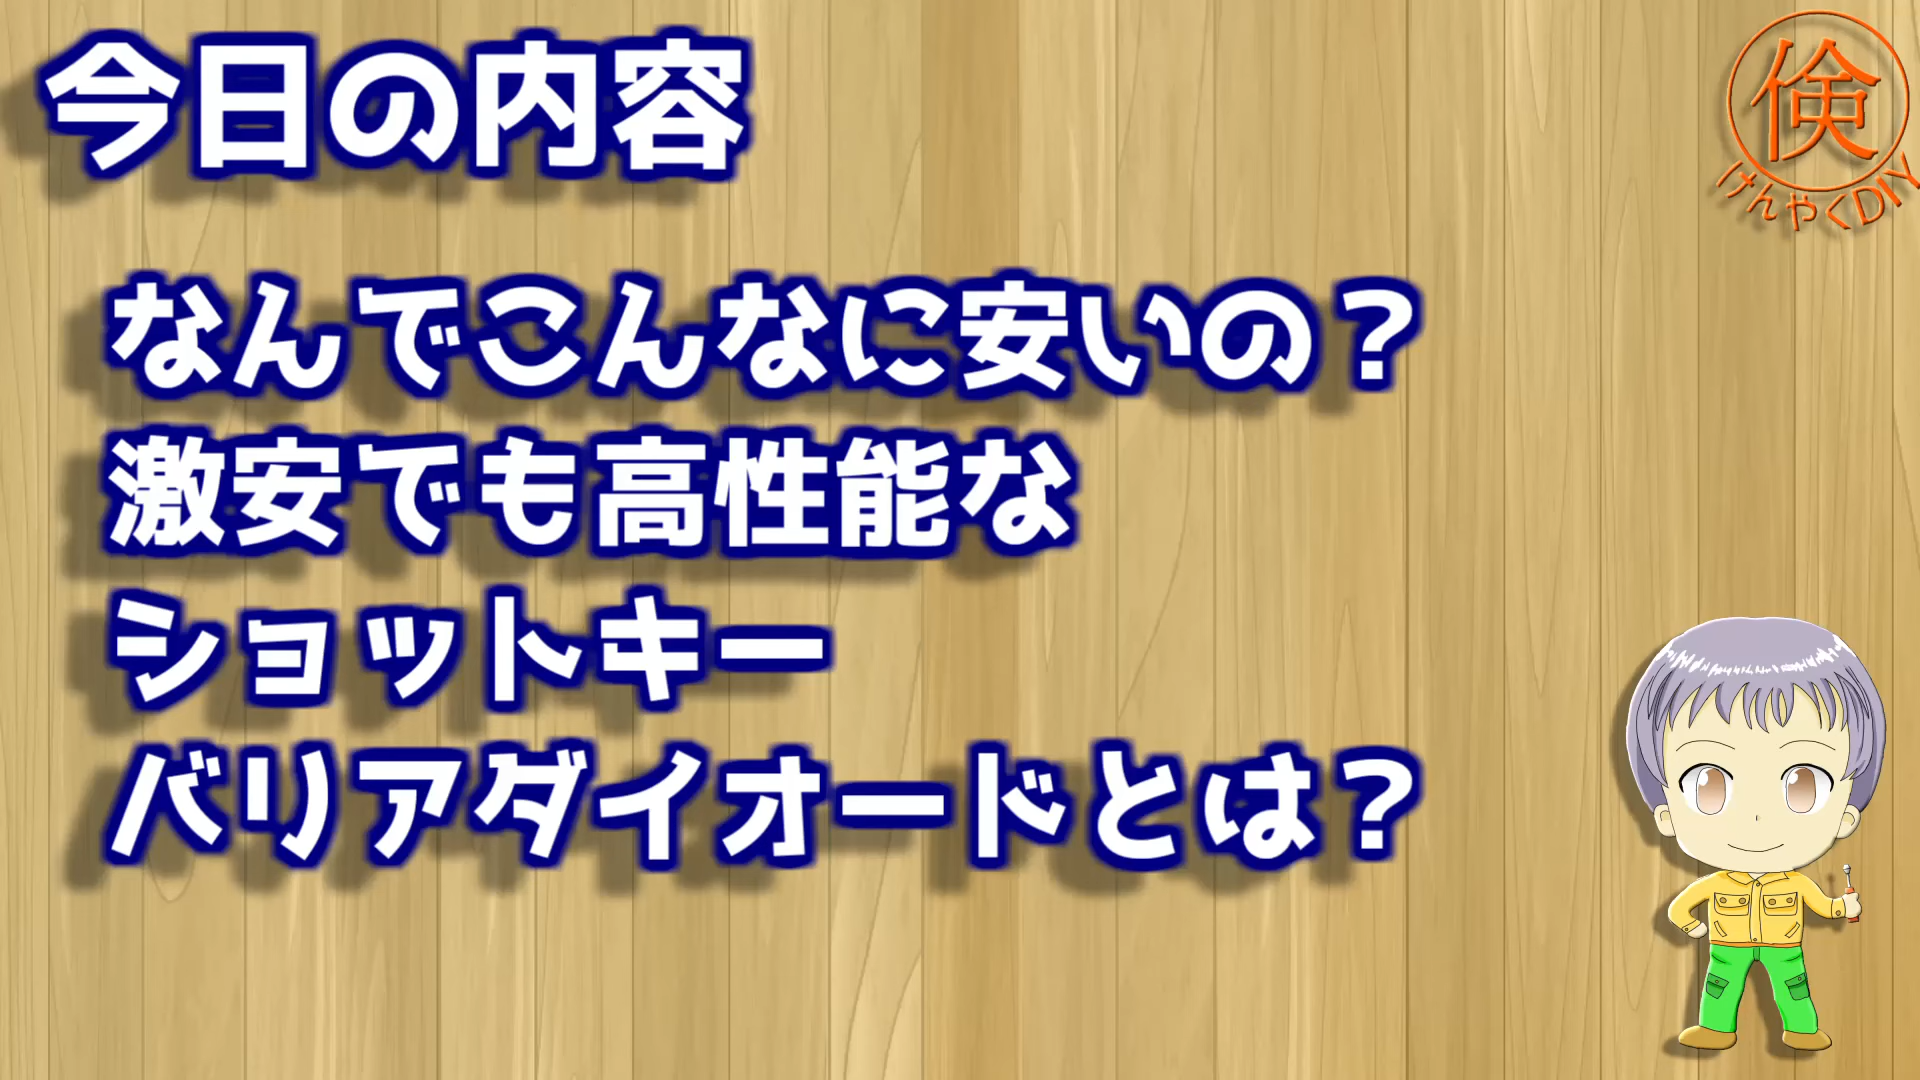 今日の内容
倹
けんやくDIY
なんでこんなに安いの？
激安でも高性能な
ショットキー
バリアダイオードとは？